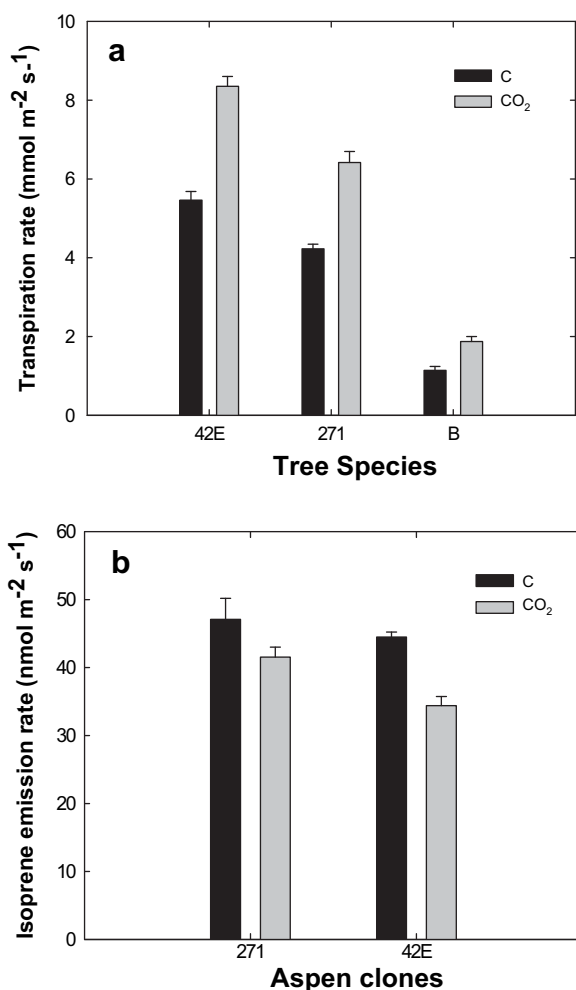 a
C
CO₂
10
8
6
4
2
0
Transpiration rate (mmol m⁻² s-¹)
42E 271 B
Tree Species
b
C
CO₂
60
50
40
30
20
10
0
Isoprene emission rate (nmol m⁻² s⁻¹)
271 42E
Aspen clones